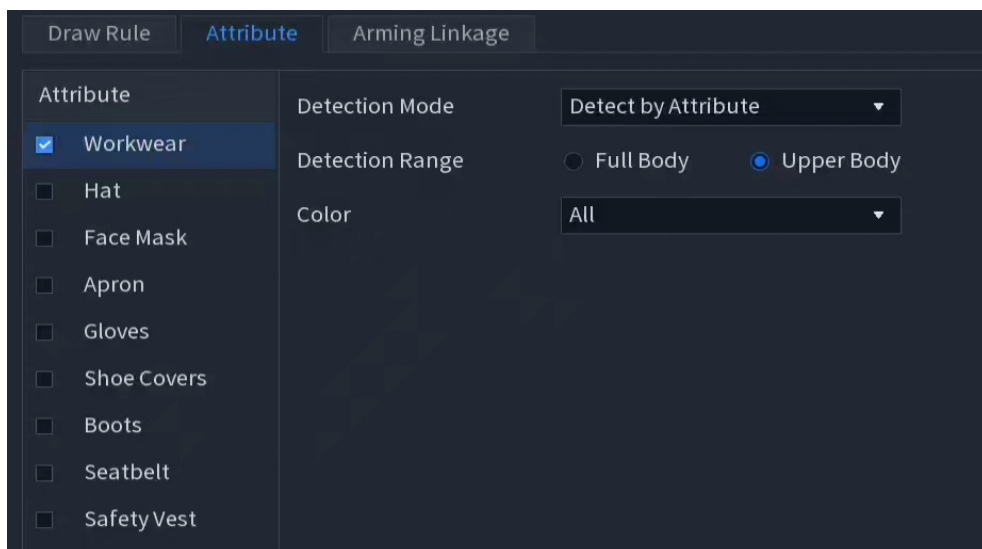 Draw Rule Attribute Arming Linkage
Attribute
Workwear
Hat
Face Mask
Apron
Gloves
Shoe Covers
Boots
Seatbelt
Safety Vest
Detection Mode Detect by Attribute
Detection Range Full Body Upper Body
Color All